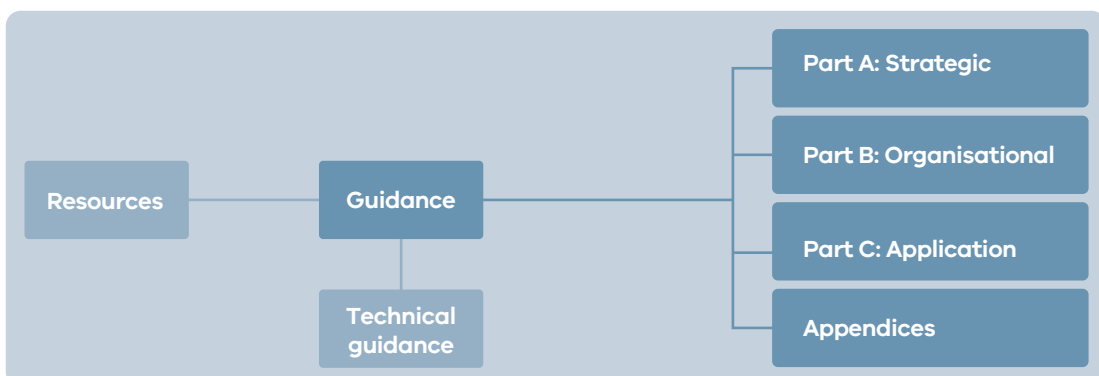 Resources
Guidance
Technical
guidance
Part A: Strategic
Part B: Organisational
Part C: Application
Appendices